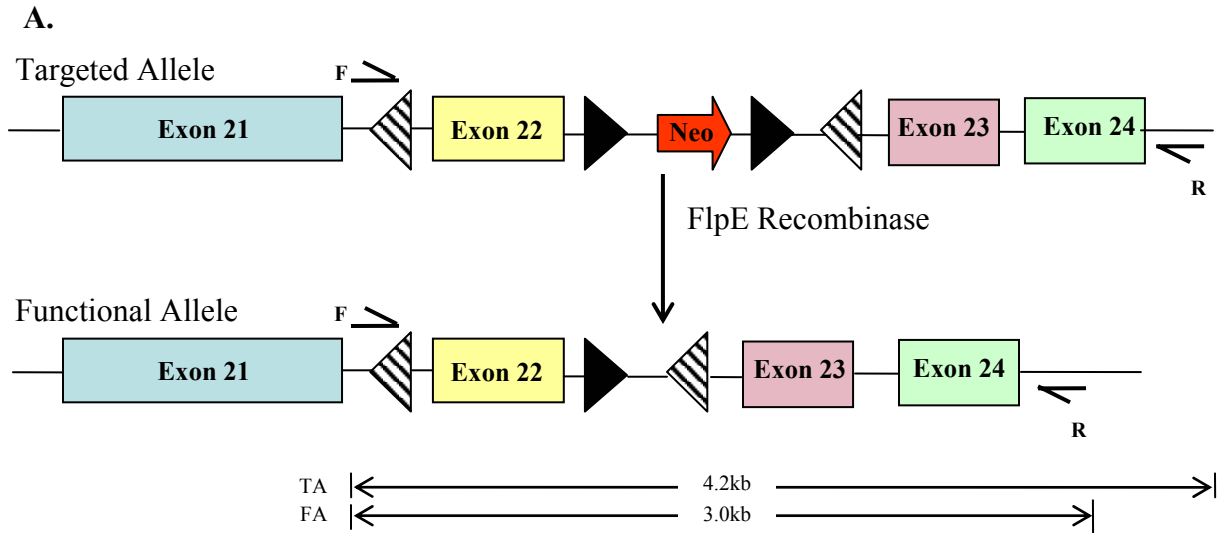 A.
Targeted Allele
F
Exon 21
Exon 22
Neo
Exon 23
Exon 24
R
FlpE Recombinase
Functional Allele
F
Exon 21
Exon 22
Exon 23
Exon 24
R
TA 4.2kb
FA 3.0kb